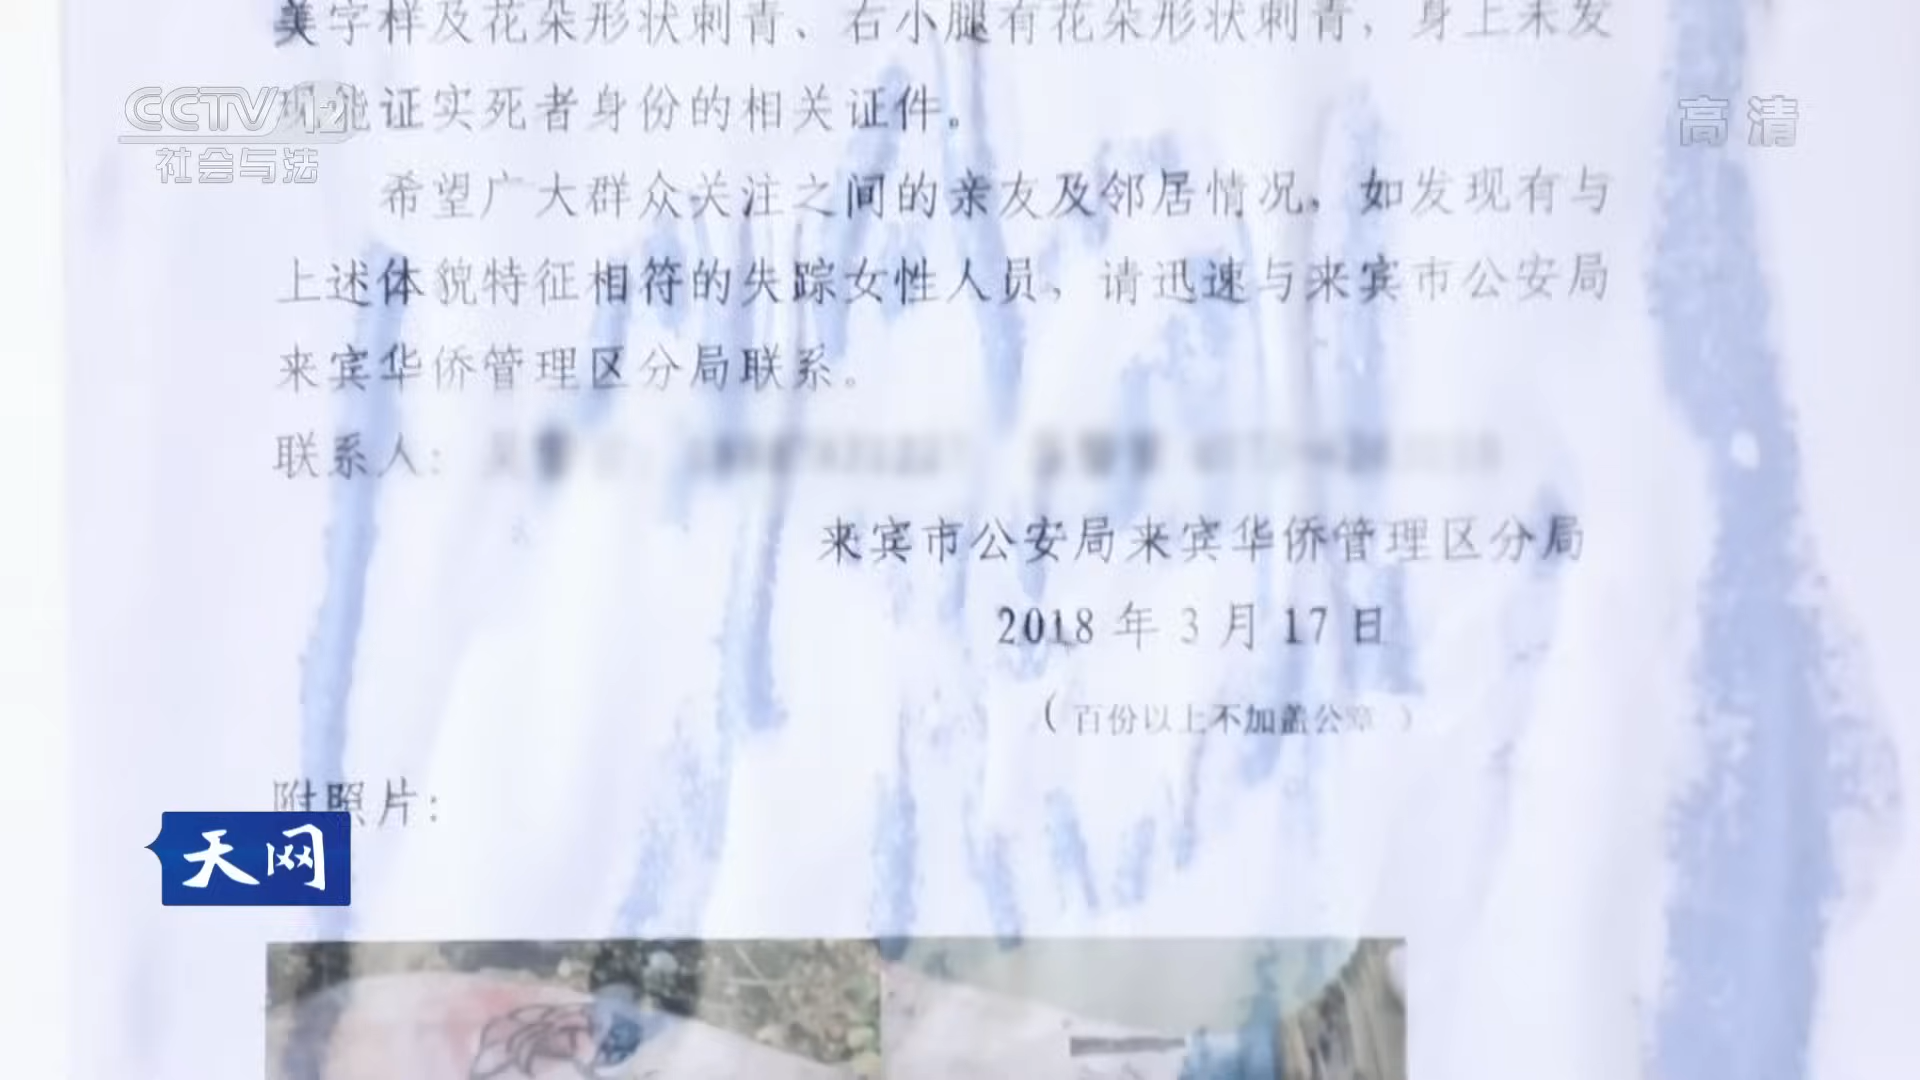 美字样及花朵形状刺青、右小腿有花朵形状刺青，身上未发
现能证实死者身份的相关证件。
CCTV 12
社会与法
高清
希望广大群众关注之间的亲友及邻居情况，如发现有与
上述体貌特征相符的失踪女性人员，请迅速与来宾市公安局
来宾华侨管理区分局联系。
联系人：
来宾市公安局来宾华侨管理区分局
2018年3月17日
（百份以上不加盖公章）
附照片：
天网